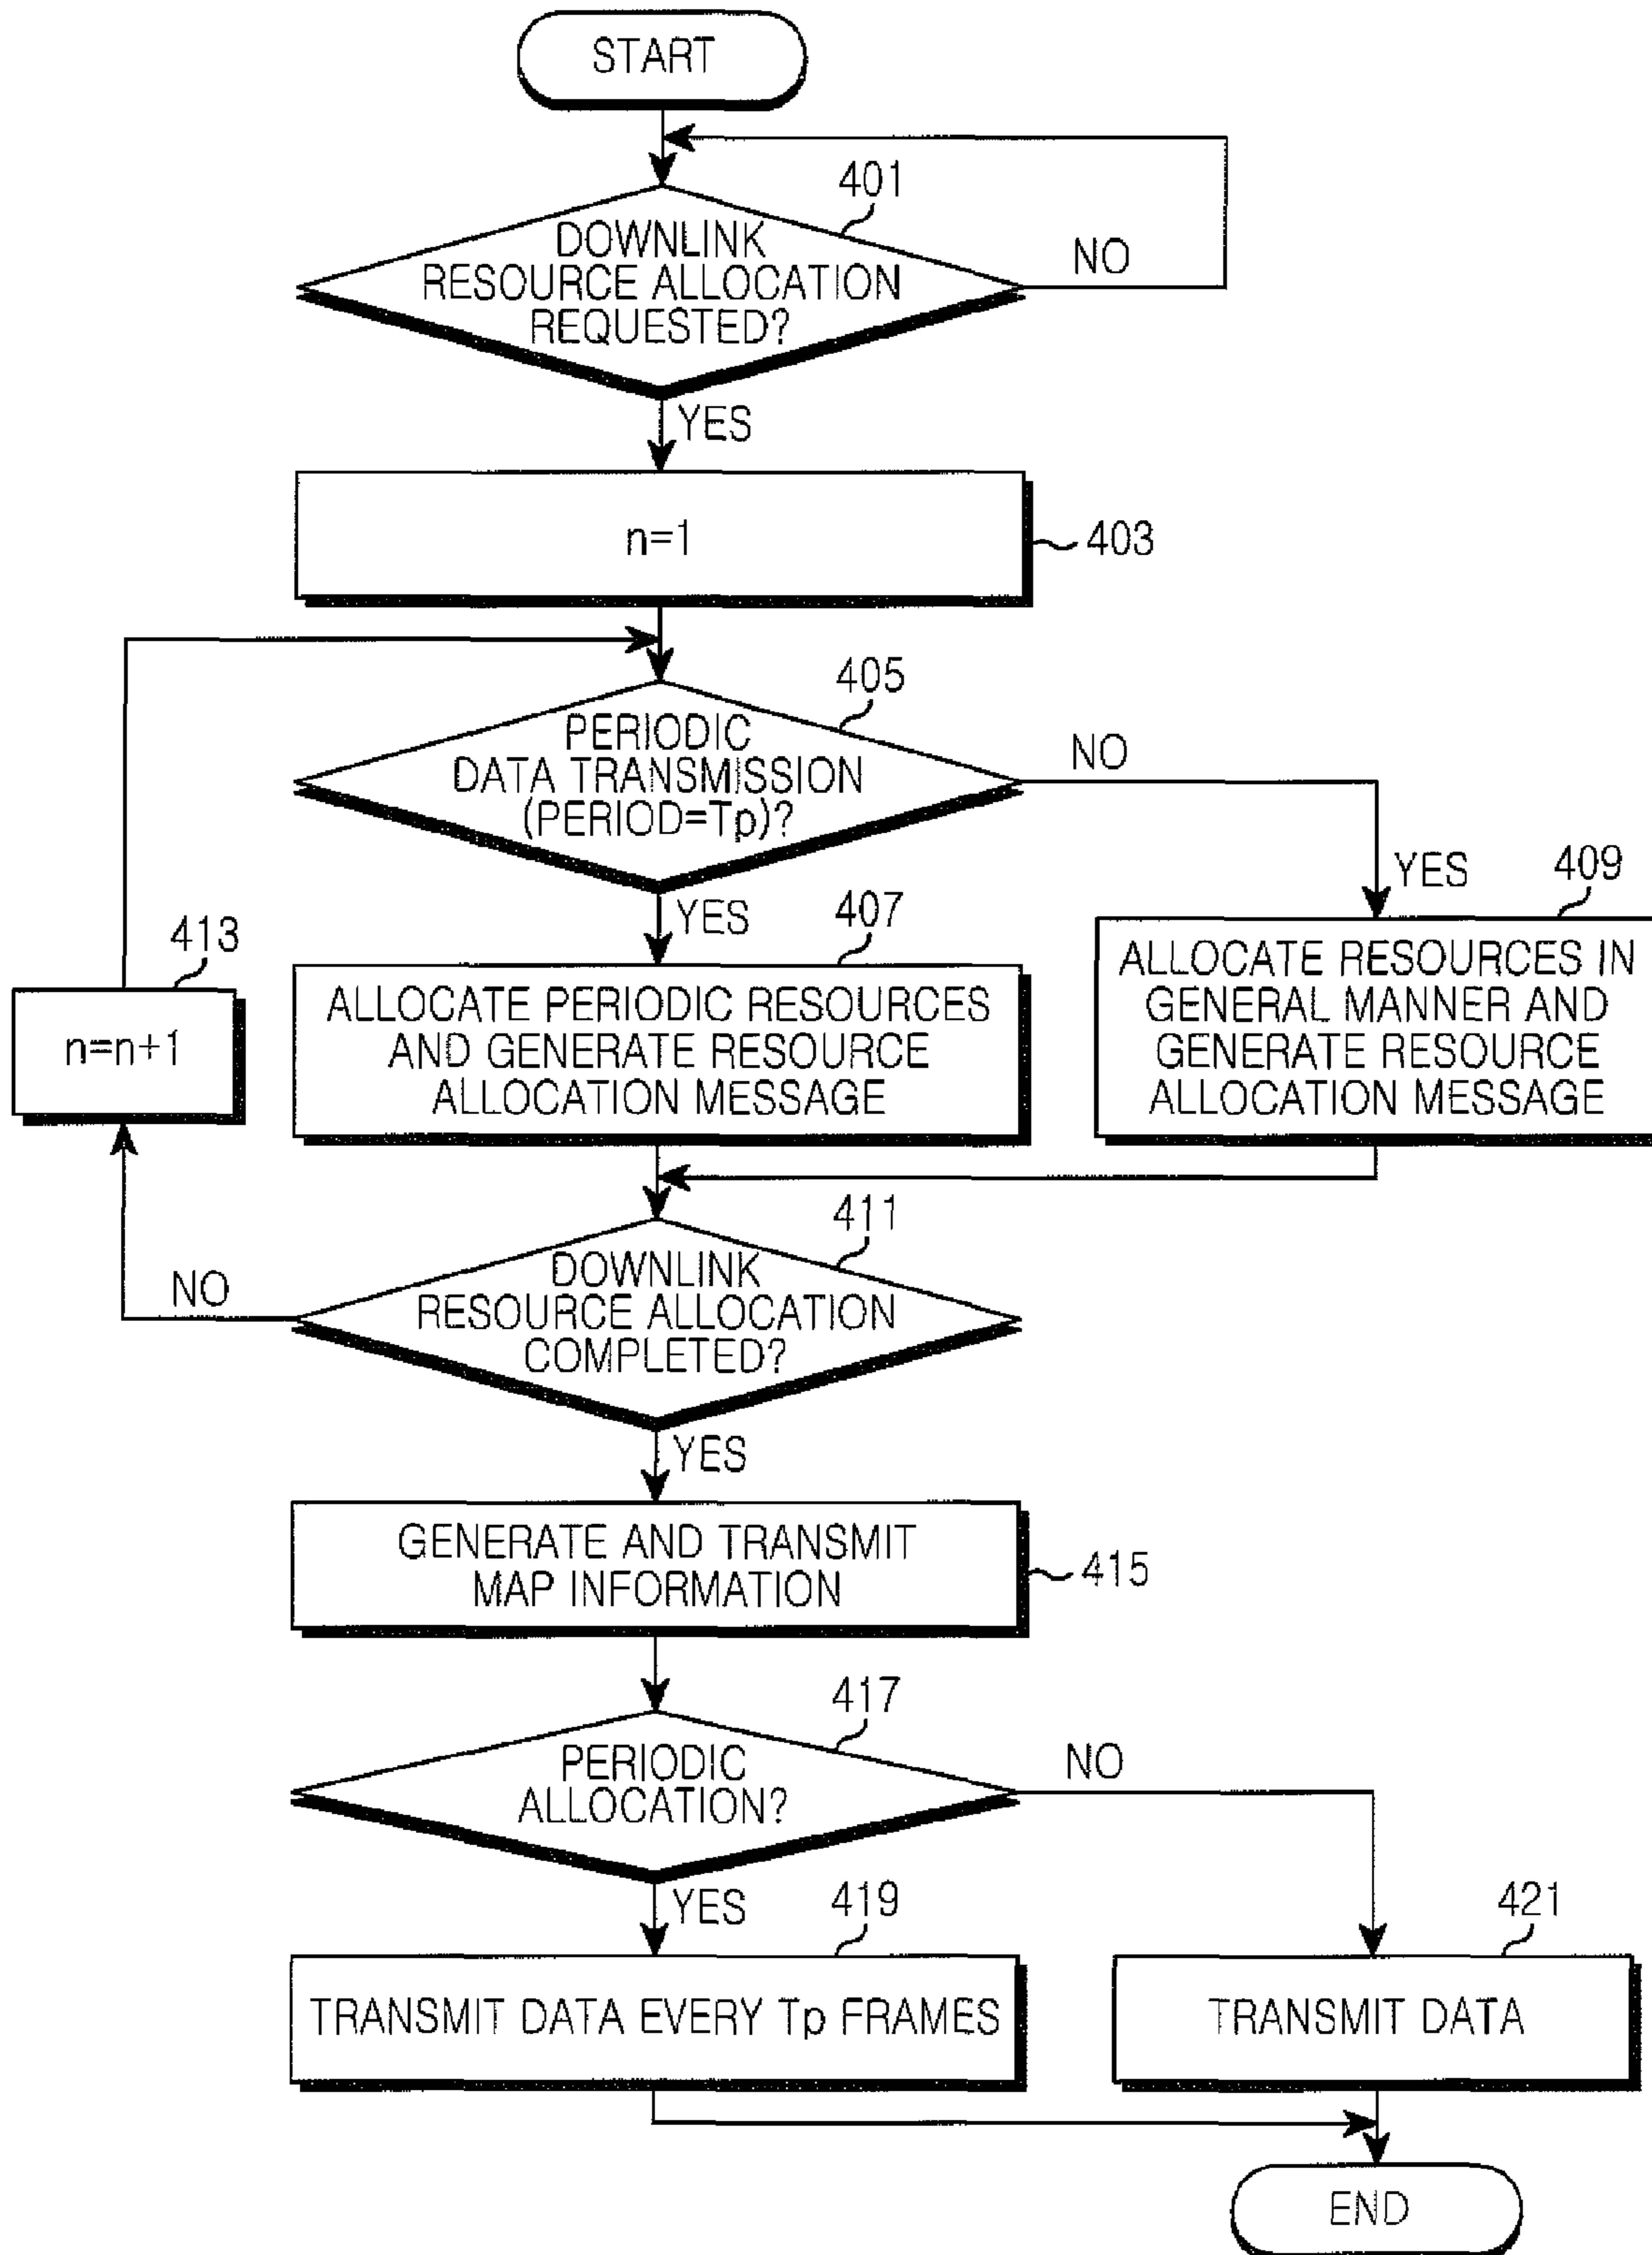 START
401
DOWNLINK
RESOURCE ALLOCATION
REQUESTED?
NO
YES
n=1
403
405
PERIODIC
DATA TRANSMISSION
(PERIOD=Tp)?
NO
YES
407
YES
409
413
n=n+1
ALLOCATE PERIODIC RESOURCES
AND GENERATE RESOURCE
ALLOCATION MESSAGE
ALLOCATE RESOURCES IN
GENERAL MANNER AND
GENERATE RESOURCE
ALLOCATION MESSAGE
411
DOWNLINK
RESOURCE ALLOCATION
COMPLETED?
NO
YES
GENERATE AND TRANSMIT
MAP INFORMATION
415
417
PERIODIC
ALLOCATION?
NO
YES
419
421
TRANSMIT DATA EVERY Tp FRAMES
TRANSMIT DATA
END